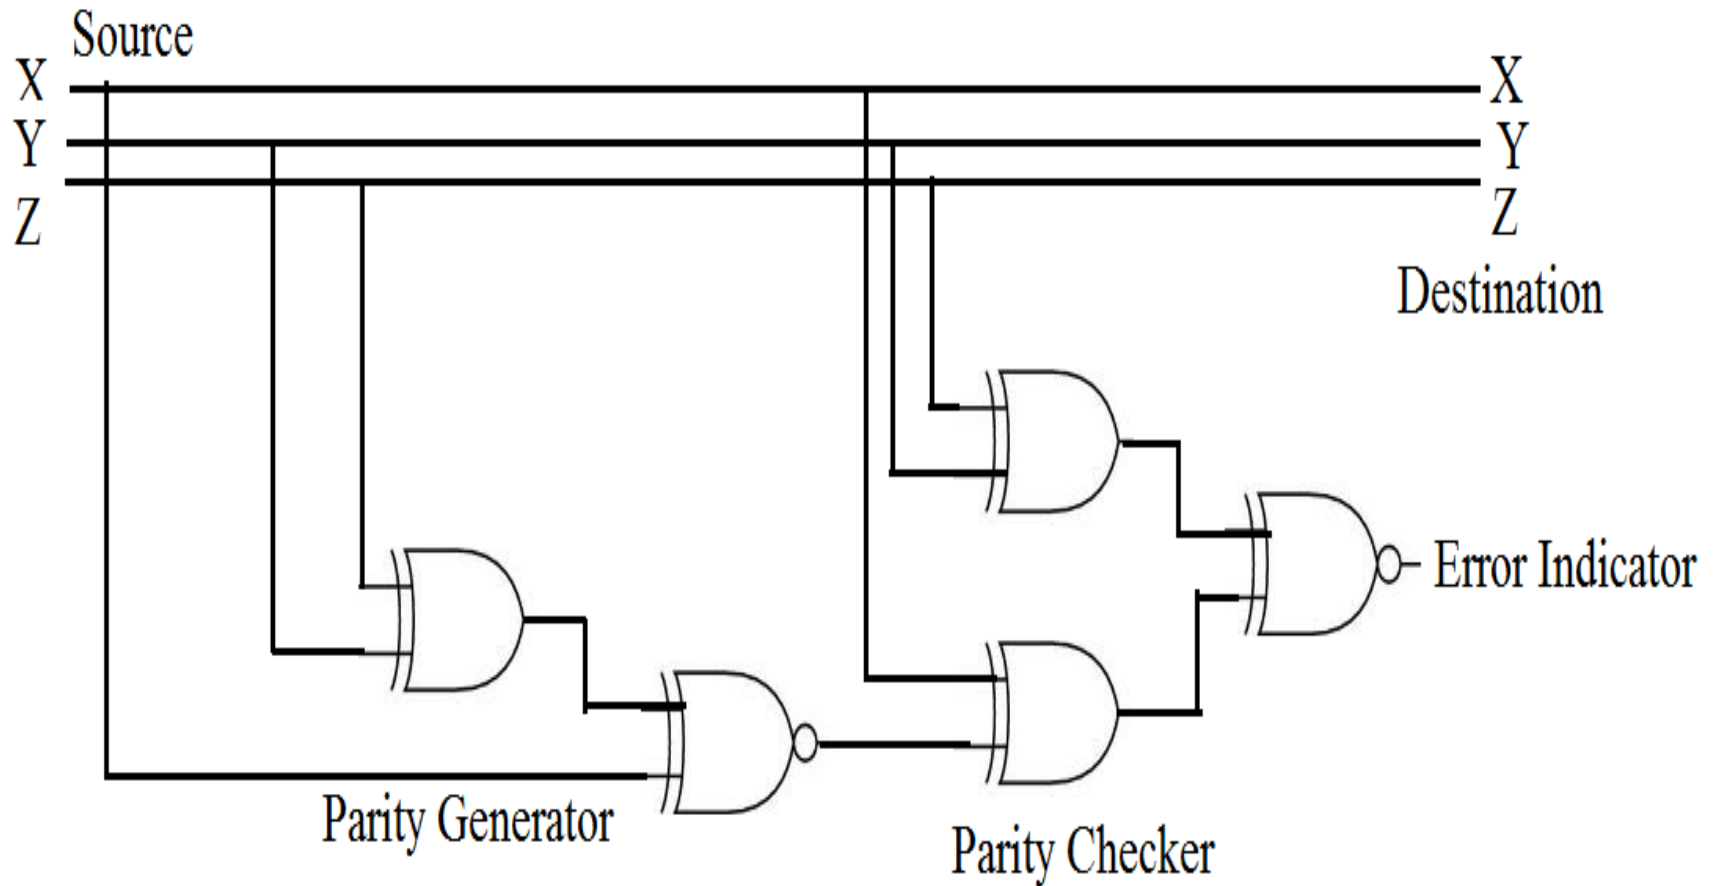 Source
X
X
Y
Y
Z
Z
Destination
Error Indicator
Parity Generator
Parity Checker